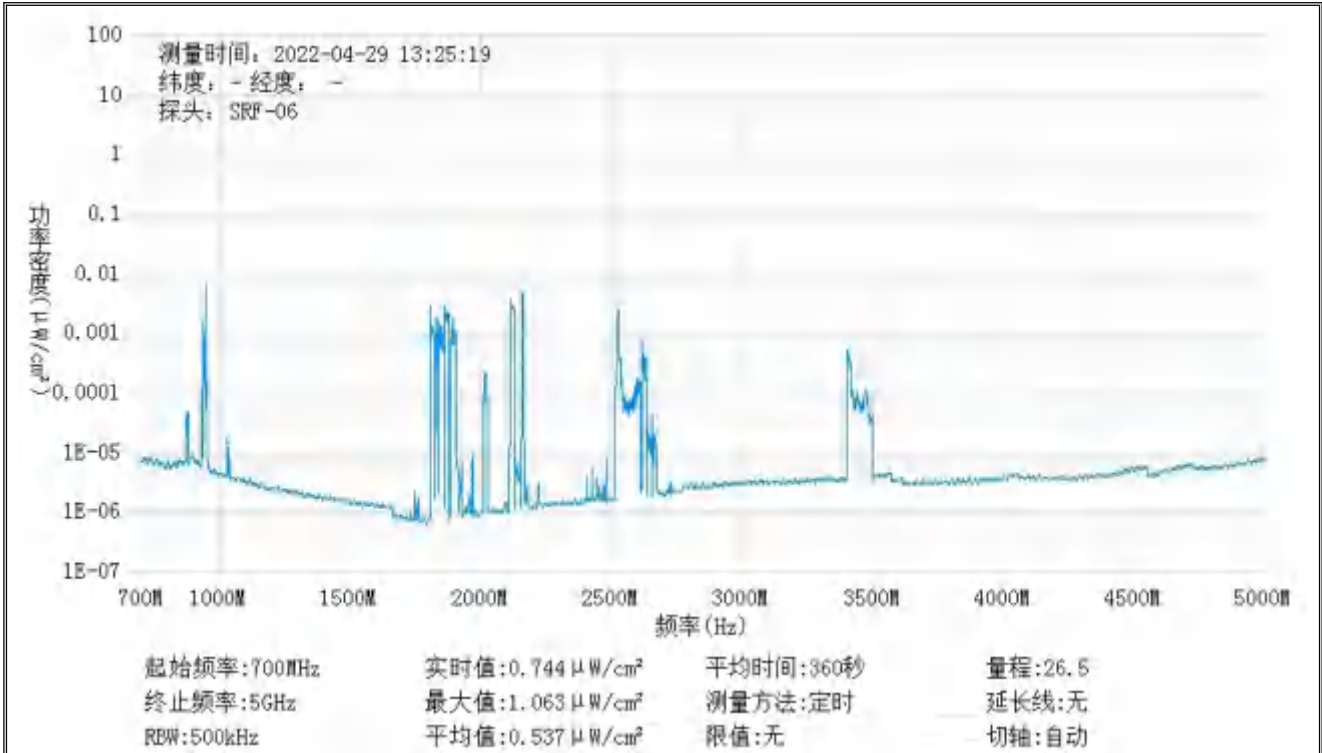 100
测量时间: 2022-04-29 13:25:19
纬度: - 经度: -
10
探头: SRF-06
1
0.1
0.01
0.001
0.0001
1E-05
1E-06
1E-07
功率密度(μW/cm²)
700M 1000M 1500M 2000M 2500M 3000M 3500M 4000M 4500M 5000M
频率(Hz)
起始频率:700MHz 实时值:0.744μW/cm² 平均时间:360秒 量程:26.5
终止频率:5GHz 最大值:1.063μW/cm² 测量方法:定时 延长线:无
RBW:500kHz 平均值:0.537μW/cm² 限值:无 切轴:自动